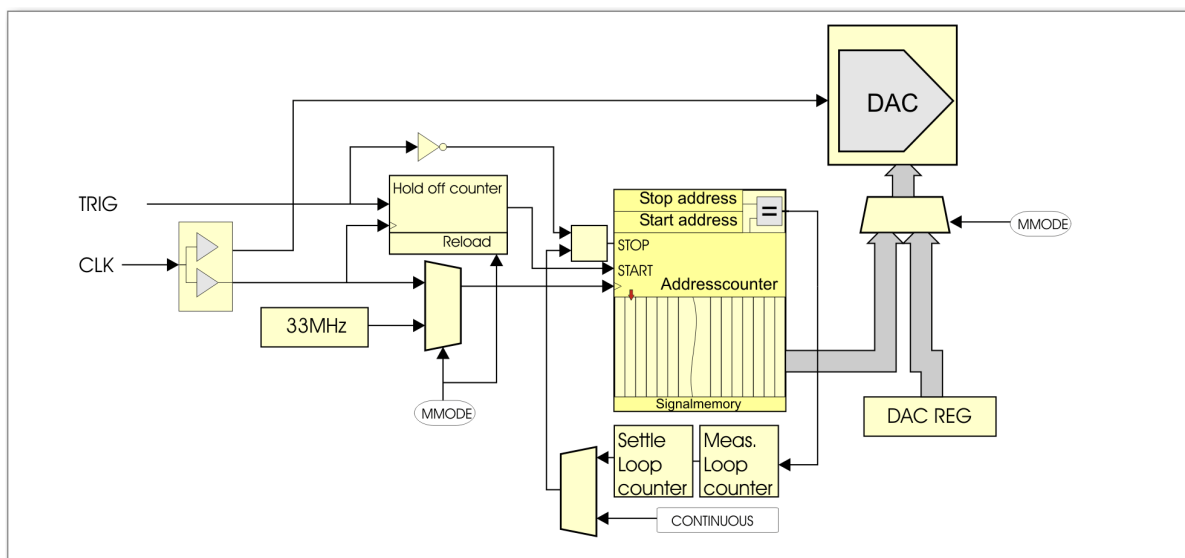 DAC
TRIG
Hold off counter
Reload
CLK
33MHz
MMODE
Stop address
Start address
=
STOP
START
Addresscounter
Signalmemory
MMODE
DAC REG
Settle
Loop
counter
Meas.
Loop
counter
CONTINUOUS